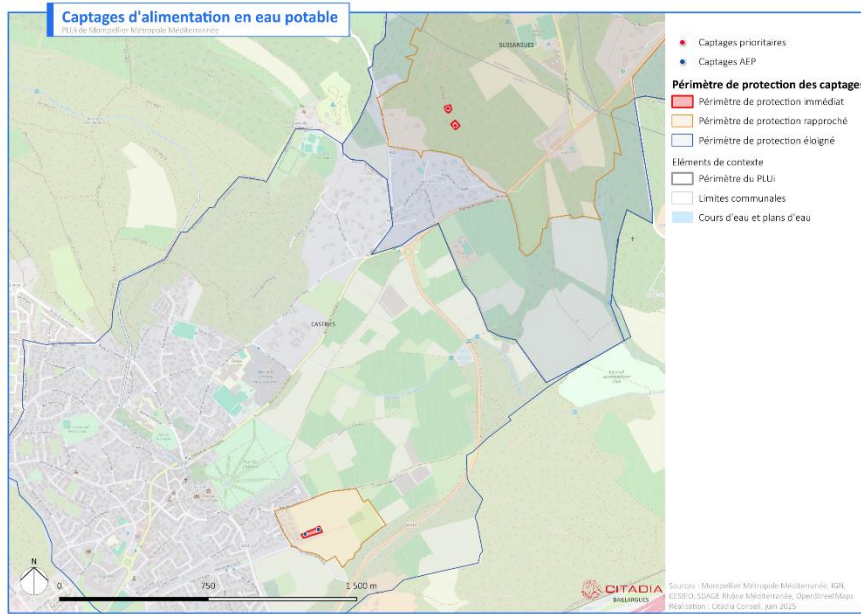 Captages d'alimentation en eau potable
PLUi de Montpellier Métropole Méditerrannée
SUSSARGUES
Captages prioritaires
Captages AEP
Périmètre de protection des captages
Périmètre de protection immédiat
Périmètre de protection rapproché
Périmètre de protection éloigné
Eléments de contexte
Périmètre du PLUi
Limites communales
Cours d'eau et plans d'eau
CASTRIES
N
0 750 1 500 m
CITADIA
BAILLARGUES
Sources : Montpellier Métropole Méditerranée, IGN,
CESBIO, SDAGE Rhône Méditerranée, OpenStreetMaps
Réalisation : Citadia Conseil, juin 2025